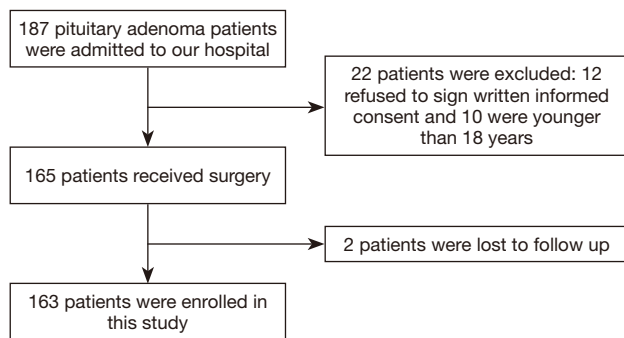 187 pituitary adenoma patients
were admitted to our hospital
22 patients were excluded: 12
refused to sign written informed
consent and 10 were younger
than 18 years
165 patients received surgery
2 patients were lost to follow up
163 patients were enrolled in
this study